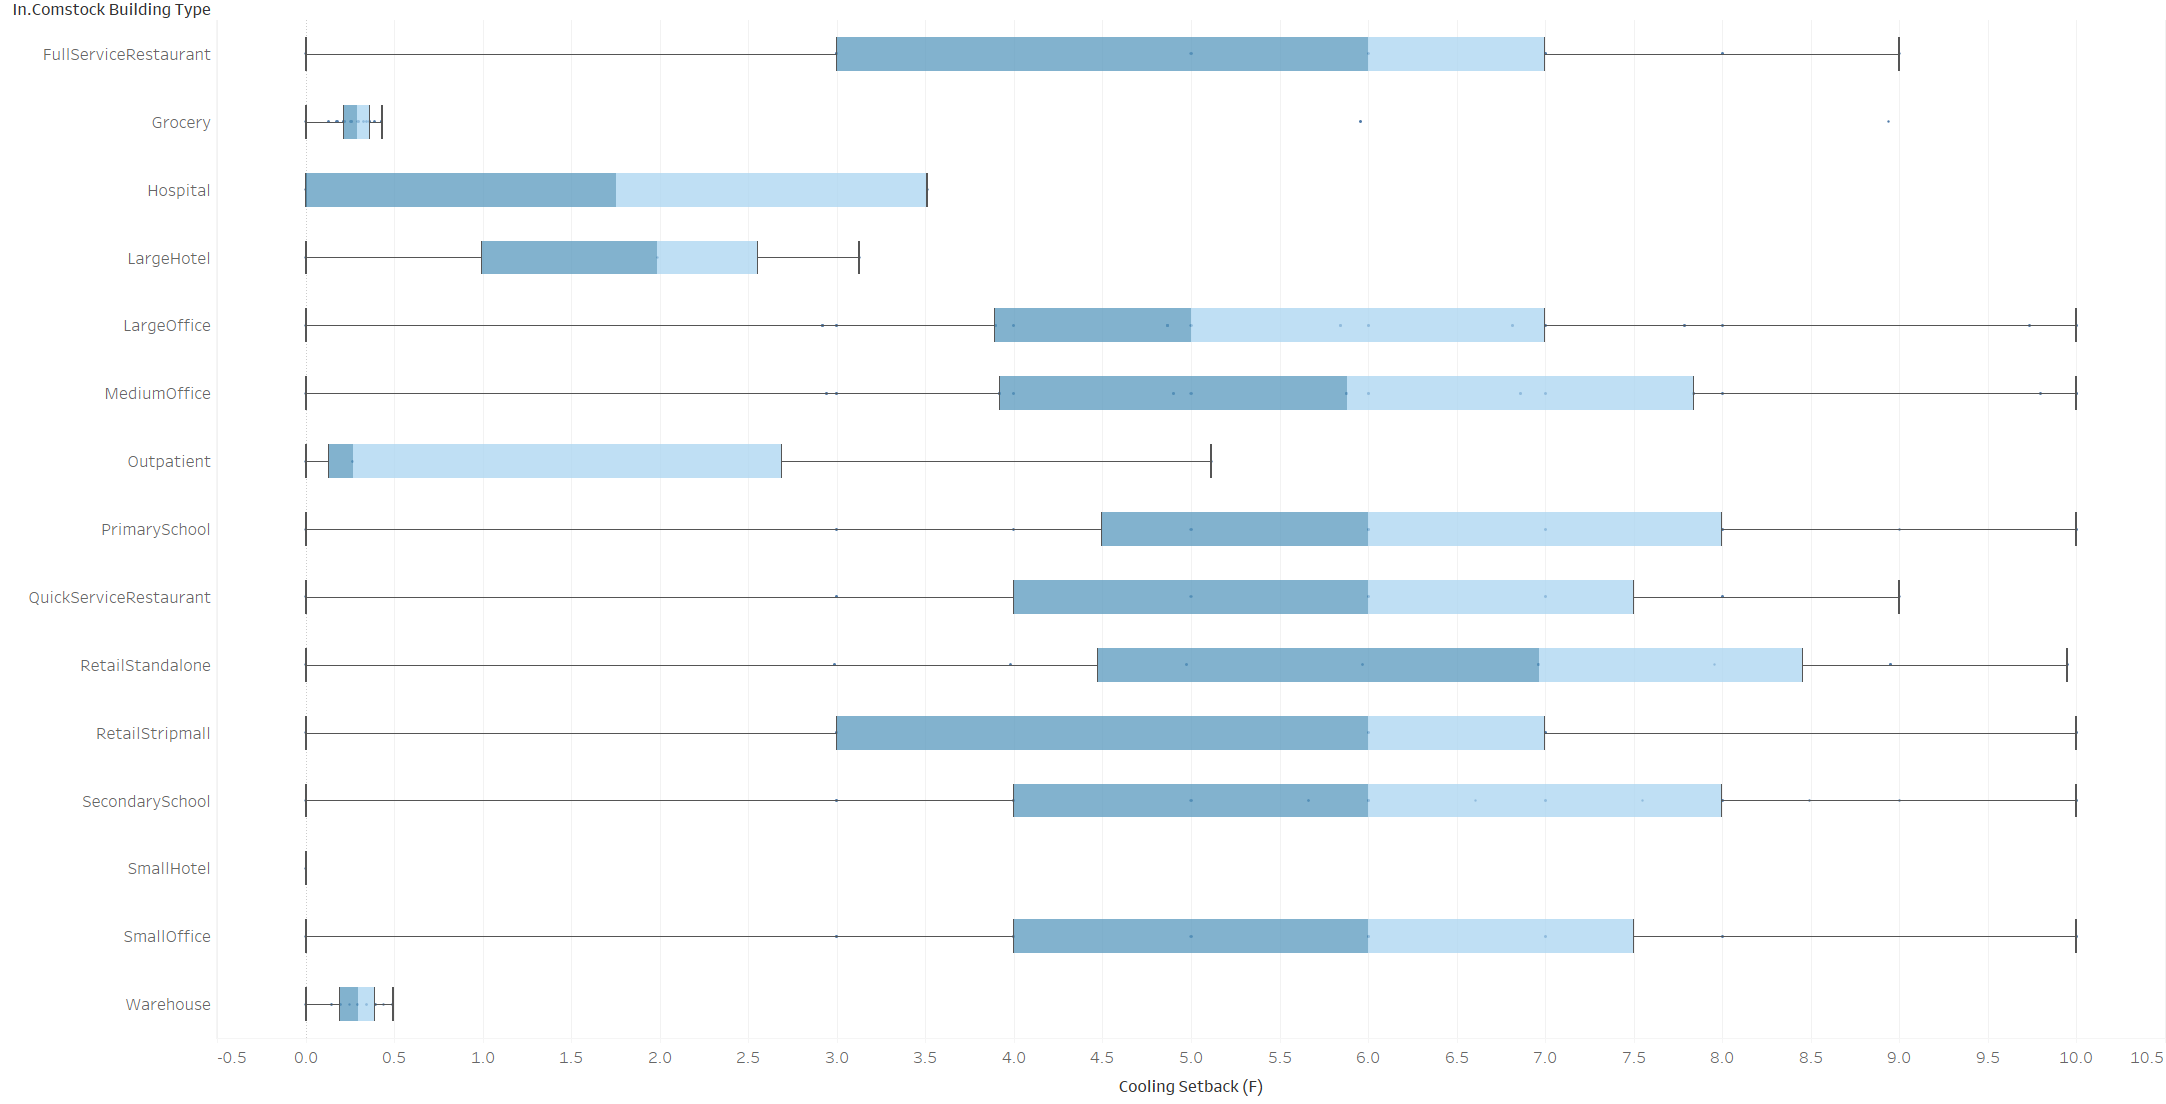 In.Comstock Building Type
FullServiceRestaurant
Grocery
Hospital
LargeHotel
LargeOffice
MediumOffice
Outpatient
PrimarySchool
QuickServiceRestaurant
RetailStandalone
RetailStripmall
SecondarySchool
SmallHotel
SmallOffice
Warehouse
-0.5 0.0 0.5 1.0 1.5 2.0 2.5 3.0 3.5 4.0 4.5 5.0 5.5 6.0 6.5 7.0 7.5 8.0 8.5 9.0 9.5 10.0 10.5
Cooling Setback (F)